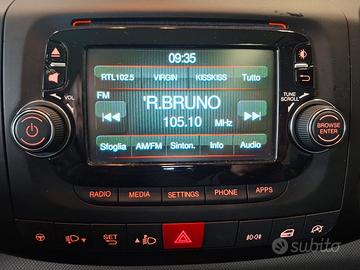 09:35
RTL102.5 VIRGIN KISSKISS Tutto
FM
'R.BRUNO
105.10 MHz
Sfoglia AM/FM Sinton. Info Audio
VOL
TUNE
SCROLL
BROWSE
ENTER
RADIO MEDIA SETTINGS PHONE APPS
SET
subito